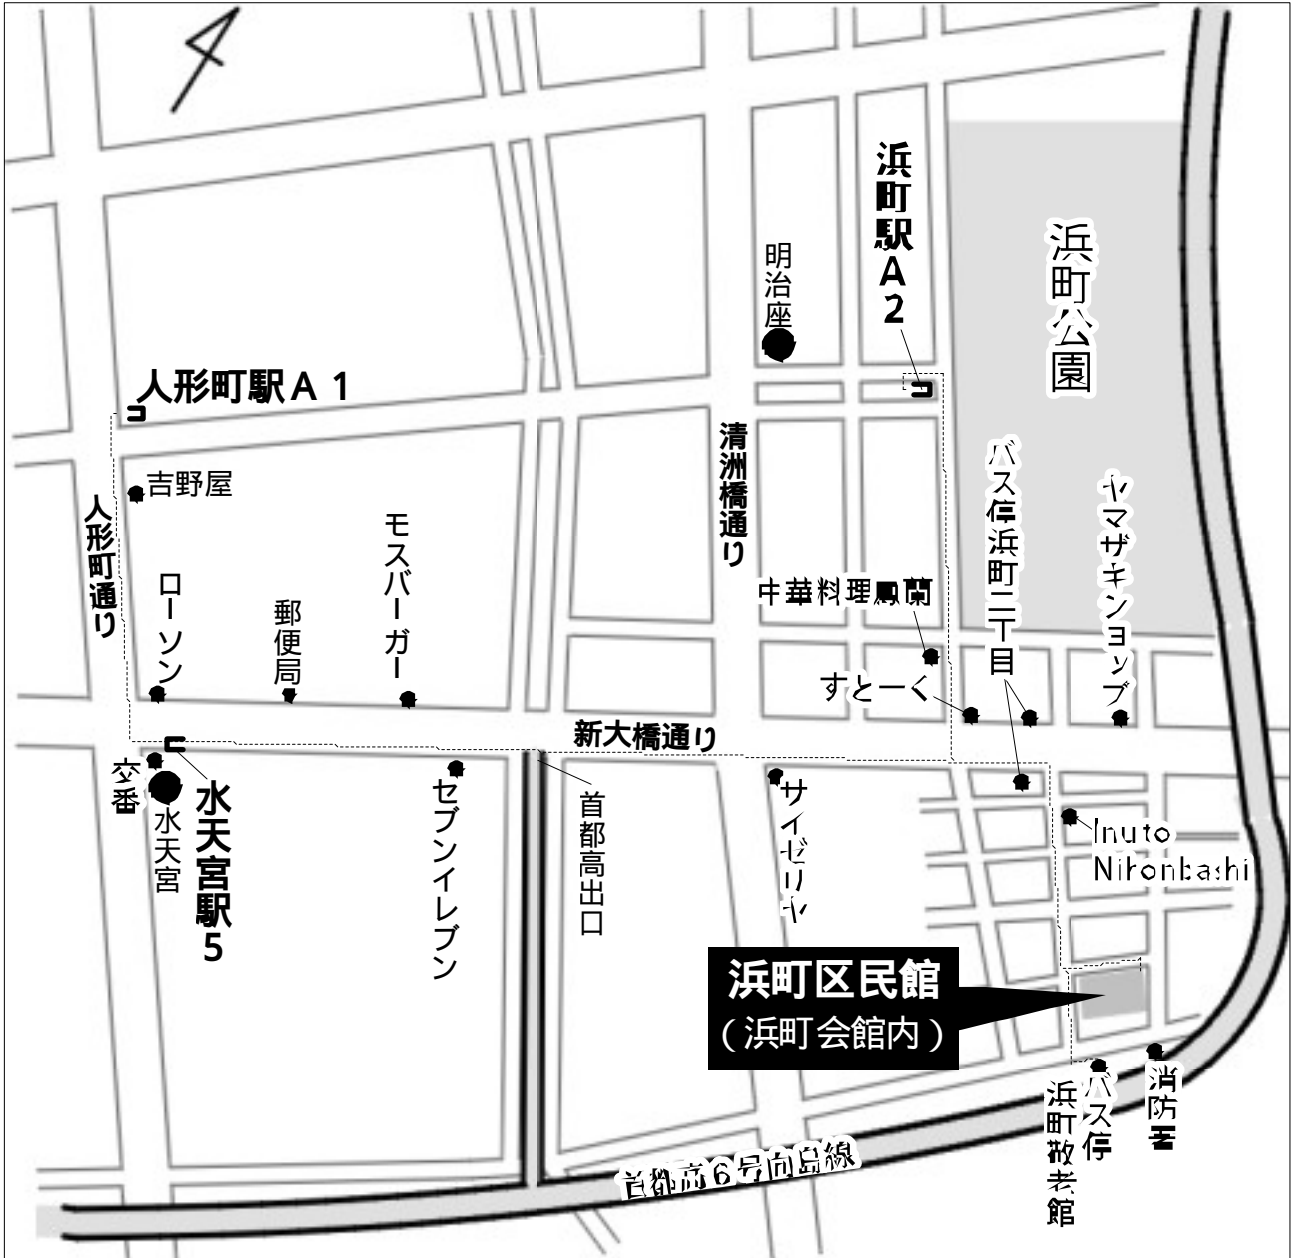 浜町駅A2
明治座
浜町公園
人形町駅A1
吉野屋
人形町通り
ローソン
郵便局
モスバーガー
清洲橋通り
バス停浜町二丁目
ヤマザキショップ
中華料理鳳蘭
すとーく
新大橋通り
交番
水天宮
水天宮駅5
セブンイレブン
首都高出口
サイゼリヤ
Inuto
Nihonbashi
浜町区民館
(浜町会館内)
バス停
浜町敬老館
消防署
首都高6号向島線